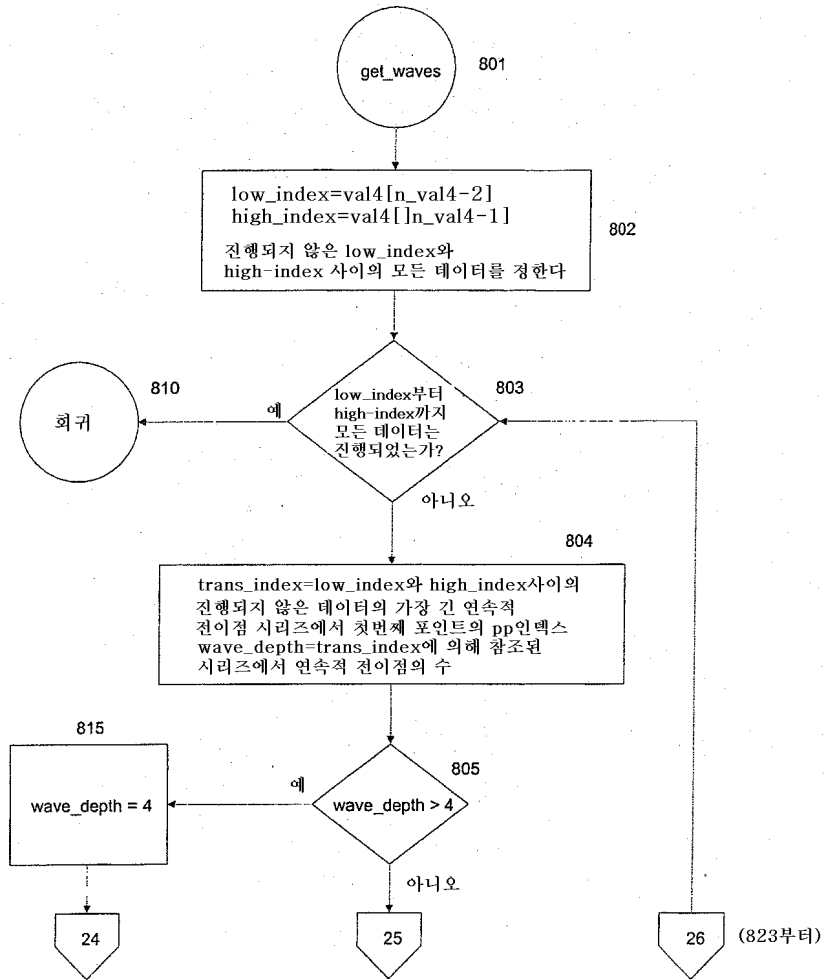 get_waves
801
low_index=val4[n_val4-2]
high_index=val4[]n_val4-1]
진행되지 않은 low_index와
high-index 사이의 모든 데이터를 정한다
802
810
회귀
예
low_index부터
high-index까지
모든 데이터는
진행되었는가?
803
아니오
804
trans_index=low_index와 high_index사이의
진행되지 않은 데이터의 가장 긴 연속적
전이점 시리즈에서 첫번째 포인트의 pp인덱스
wave_depth=trans_index에 의해 참조된
시리즈에서 연속적 전이점의 수
815
wave_depth = 4
예
805
wave_depth > 4
아니오
24
25
26
(823부터)